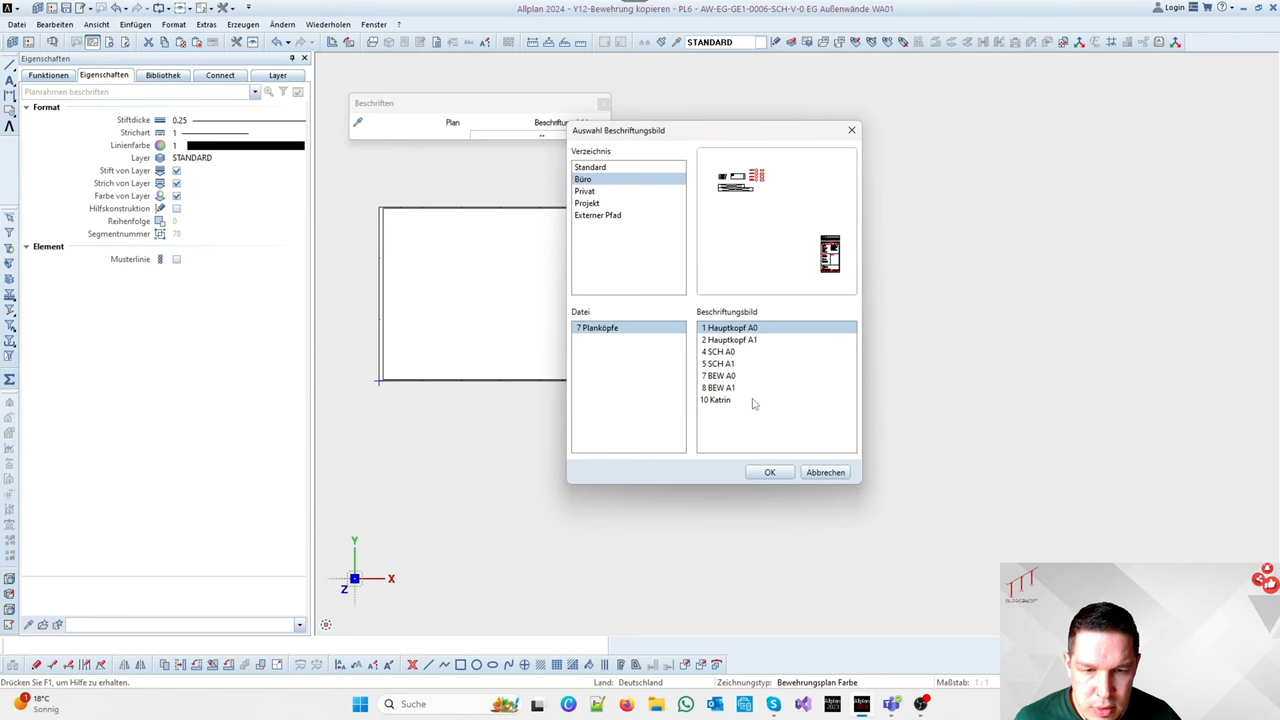 Allplan 2024 - Y12-Bewehrung kopieren - PL6 - AW-EG-GE1-0006-SCH-V-0 EG Außenwände WA01
Login
Datei Bearbeiten Einfügen Format Extras Erzeugen Ändern Wiederholen Fenster ?
STANDARD
Eigenschaften
Funktionen Eigenschaften Bibliothek Connect Layer
Planrahmen beschriften
Format
Stiftdicke 0.25
Strichart 1
Linienfarbe 1
Layer STANDARD
Stift von Layer
Strich von Layer
Farbe von Layer
Hilfskonstruktion
Reihenfolge 0
Segmentnummer 78
Element
Musterlinie
Beschriften
Plan
Auswahl Beschriftungsbild
Verzeichnis
Standard
Büro
Privat
Projekt
Externer Pfad
Datei
7 Planköpfe
Beschriftungsbild
1 Hauptkopf A0
2 Hauptkopf A1
4 SCH A0
5 SCH A1
7 BEW A0
8 BEW A1
10 Katrin
OK Abbrechen
Y
X
Z
Drücken Sie F1, um Hilfe zu erhalten.
Land: Deutschland
Zeichnungstyp: Bewehrungsplan Farbe
Maßstab: 1 : 1
18°C
Sonnig
Suche